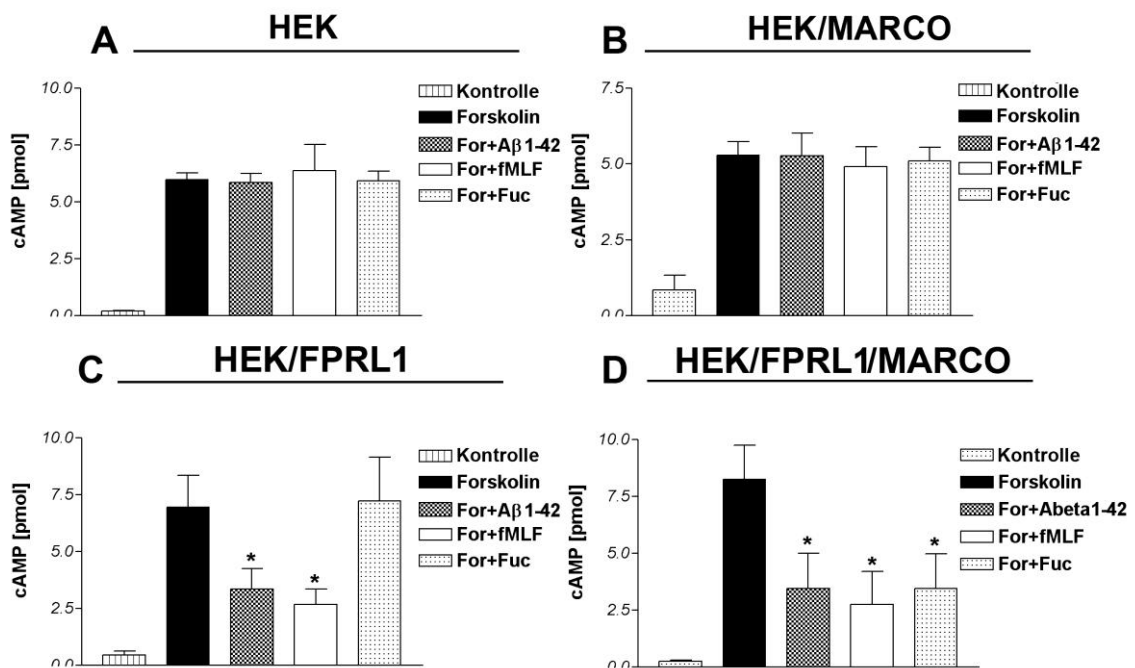 A HEK
cAMP [pmol]
10.0
7.5
5.0
2.5
0.0
Kontrolle
Forskolin
For+Aβ1-42
For+fMLF
For+Fuc
B HEK/MARCO
cAMP [pmol]
7.5
5.0
2.5
0.0
Kontrolle
Forskolin
For+Aβ1-42
For+fMLF
For+Fuc
C HEK/FPRL1
cAMP [pmol]
10.0
7.5
5.0
2.5
0.0
* *
Kontrolle
Forskolin
For+Aβ1-42
For+fMLF
For+Fuc
D HEK/FPRL1/MARCO
cAMP [pmol]
10.0
7.5
5.0
2.5
0.0
* * *
Kontrolle
Forskolin
For+Abeta1-42
For+fMLF
For+Fuc